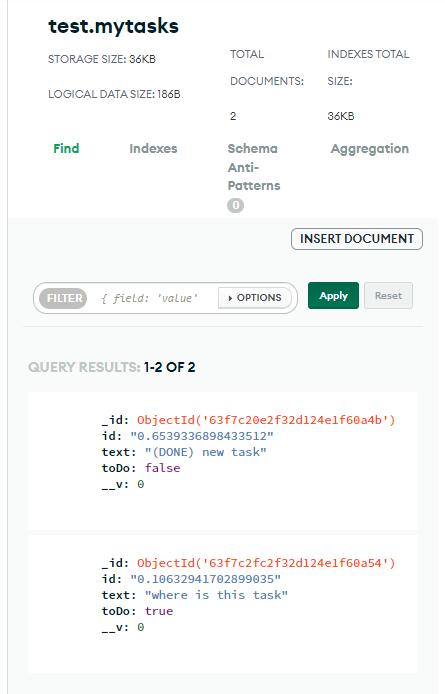 test.mytasks
STORAGE SIZE: 36KB
LOGICAL DATA SIZE: 186B
TOTAL
DOCUMENTS:
2
INDEXES TOTAL
SIZE:
36KB
Find
Indexes
Schema
Anti-
Patterns
0
Aggregation
INSERT DOCUMENT
FILTER
{ field: 'value'
OPTIONS
Apply
Reset
QUERY RESULTS: 1-2 OF 2
_id: ObjectId('63f7c20e2f32d124e1f60a4b')
id: "0.6539336898433512"
text: "(DONE) new task"
toDo: false
__v: 0
_id: ObjectId('63f7c2fc2f32d124e1f60a54')
id: "0.10632941702899035"
text: "where is this task"
toDo: true
__v: 0